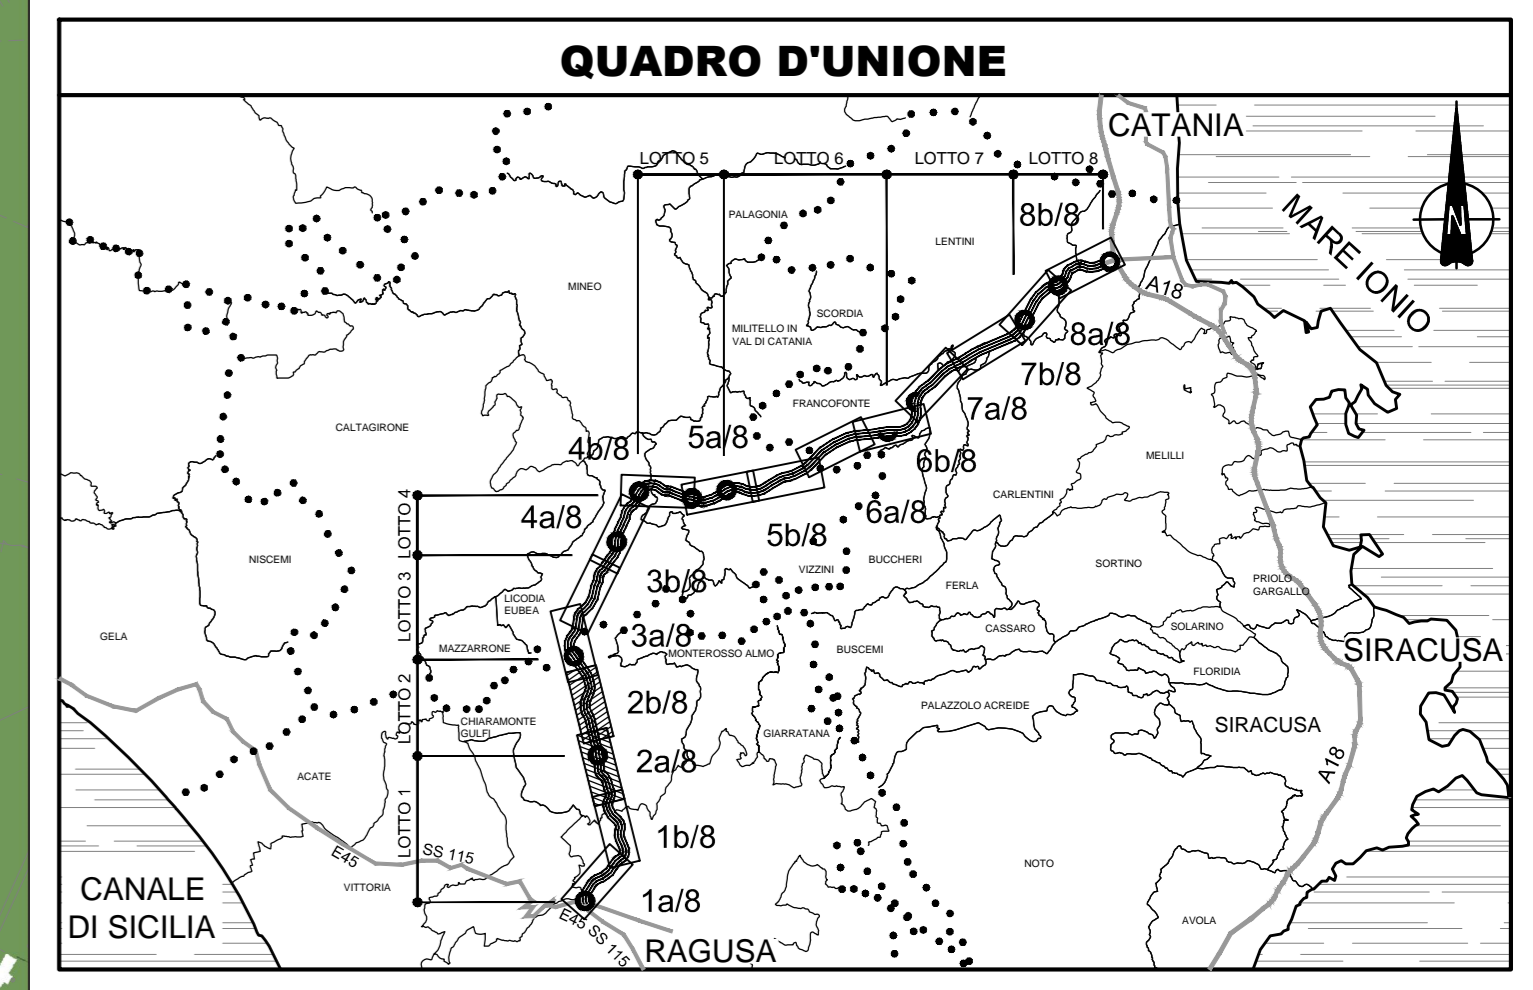 QUADRO D'UNIONE
CATANIA
LOTTO 5
LOTTO 6
LOTTO 7
LOTTO 8
PALAGONIA
8b/8
LENTINI
N
MARE IONIO
MINEO
A18
SCORDIA
MILITELLO IN
VAL DI CATANIA
8a/8
7b/8
FRANCOFONTE
7a/8
CALTAGIRONE
4b/8
5a/8
6b/8
MELILLI
CARLENTINI
LOTTO 4
4a/8
6a/8
5b/8
NISCEMI
VIZZINI
BUCCHERI
SORTINO
FERLA
PRIOLO
GARGALLO
3b/8
LOTTO 3
LICODIA
EUBEA
GELA
3a/8
CASSARO
SOLARINO
MAZZARRONE
MONTEROSSO ALMO
BUSCEMI
SIRACUSA
FLORIDIA
LOTTO 2
2b/8
PALAZZOLO ACREIDE
CHIARAMONTE
GULFI
GIARRATANA
SIRACUSA
2a/8
A18
ACATE
LOTTO 1
1b/8
E45
SS 115
NOTO
VITTORIA
CANALE
DI SICILIA
1a/8
E45 SS 115
RAGUSA
AVOLA